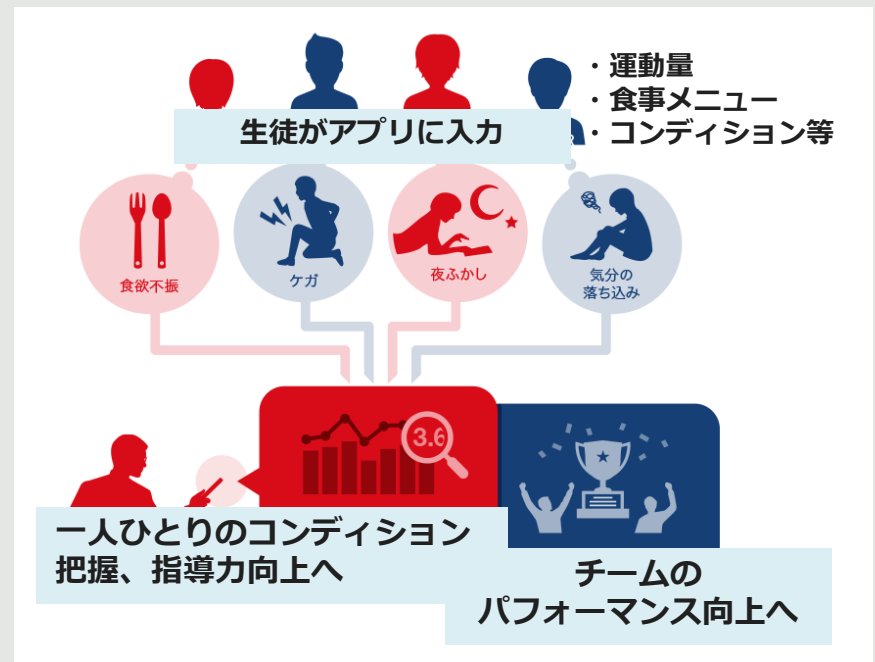 ・運動量
・食事メニュー
・コンディション等
生徒がアプリに入力
食欲不振
ケガ
夜ふかし
気分の
落ち込み
3.6
一人ひとりのコンディション
把握、指導力向上へ
チームの
パフォーマンス向上へ